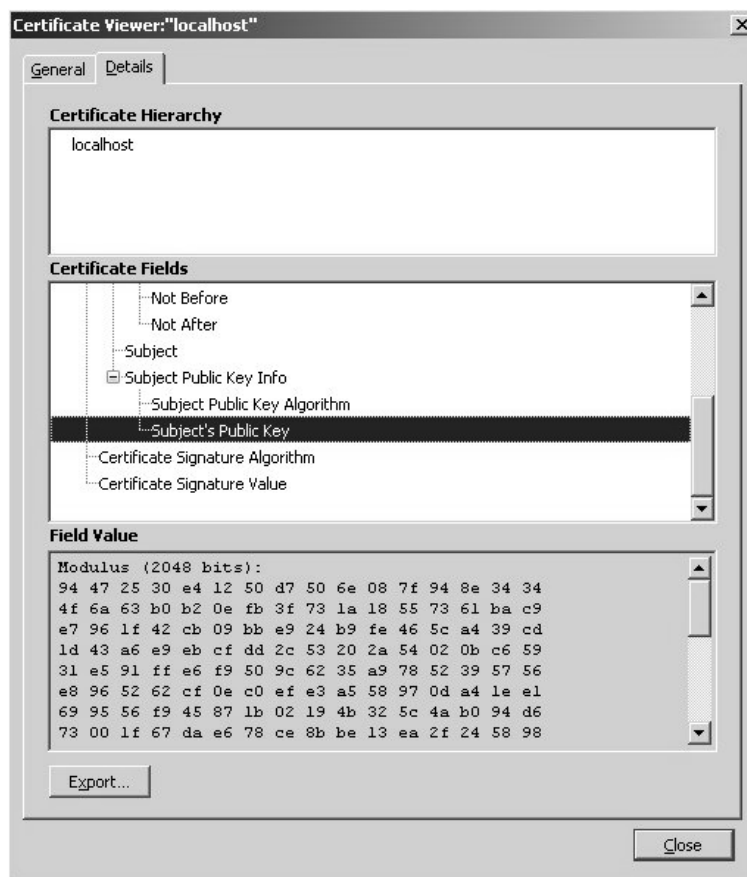 Certificate Viewer:"localhost"
General Details
Certificate Hierarchy
localhost
Certificate Fields
Not Before
Not After
Subject
Subject Public Key Info
Subject Public Key Algorithm
Subject's Public Key
Certificate Signature Algorithm
Certificate Signature Value
Field Value
Modulus (2048 bits):
94 47 25 30 e4 12 50 d7 50 6e 08 7f 94 8e 34 34
4f 6a 63 b0 b2 0e fb 3f 73 1a 18 55 73 61 ba c9
e7 96 1f 42 cb 09 bb e9 24 b9 fe 46 5c a4 39 cd
1d 43 a6 e9 eb cf dd 2c 53 20 2a 54 02 0b c6 59
31 e5 91 ff e6 f9 50 9c 62 35 a9 78 52 39 57 56
e8 96 52 62 cf 0e c0 ef e3 a5 58 97 0d a4 1e e1
69 95 56 f9 45 87 1b 02 19 4b 32 5c 4a b0 94 d6
73 00 1f 67 da e6 78 ce 8b be 13 ea 2f 24 58 98
Export...
Close